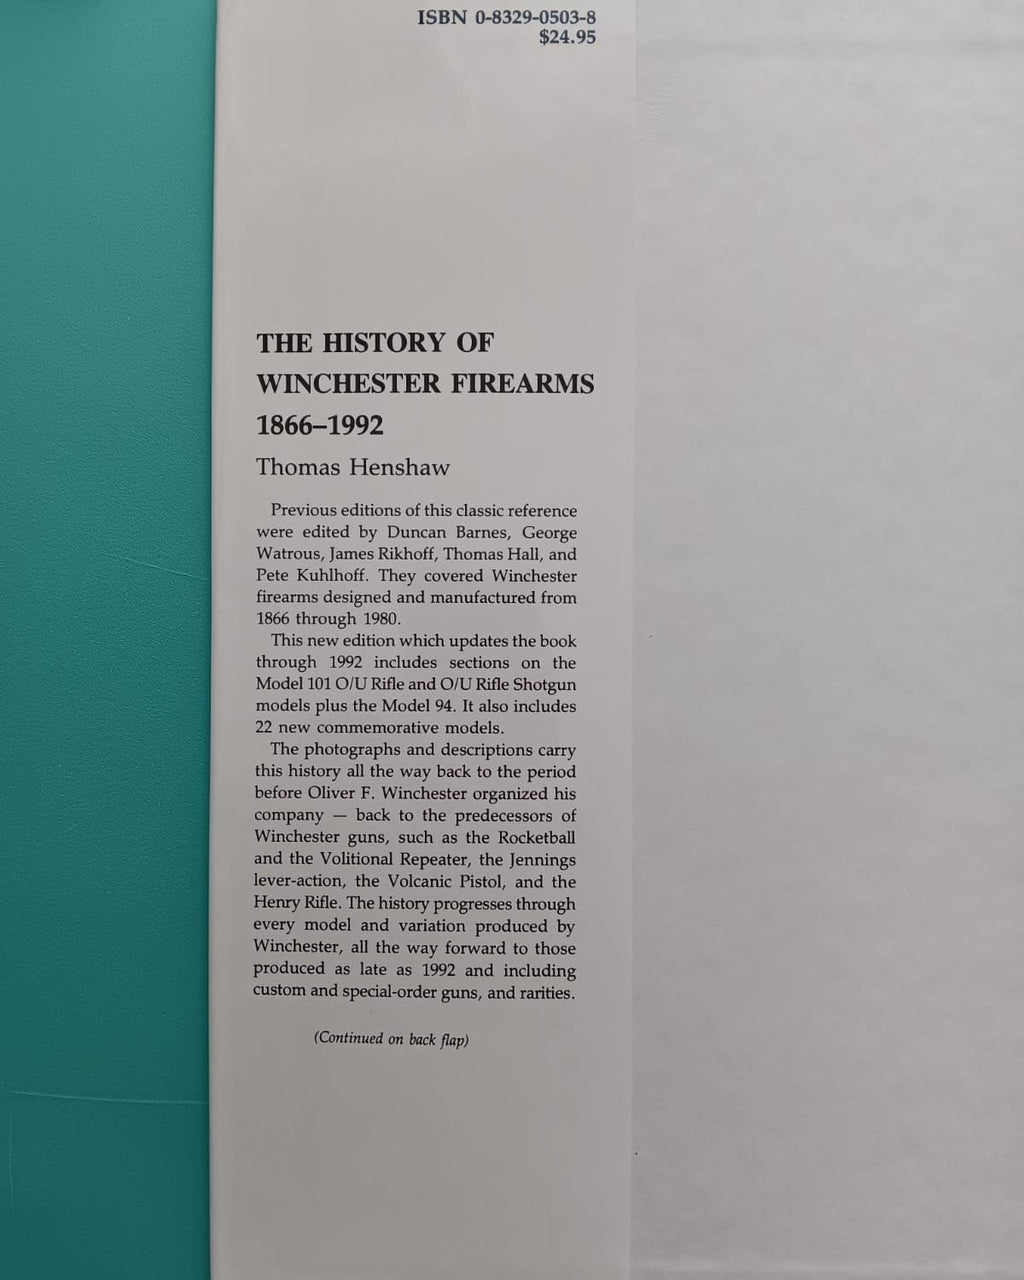 ISBN 0-8329-0503-8
$24.95
THE HISTORY OF
WINCHESTER FIREARMS
1866–1992
Thomas Henshaw
Previous editions of this classic reference
were edited by Duncan Barnes, George
Watrous, James Rikhoff, Thomas Hall, and
Pete Kuhlhoff. They covered Winchester
firearms designed and manufactured from
1866 through 1980.
This new edition which updates the book
through 1992 includes sections on the
Model 101 O/U Rifle and O/U Rifle Shotgun
models plus the Model 94. It also includes
22 new commemorative models.
The photographs and descriptions carry
this history all the way back to the period
before Oliver F. Winchester organized his
company — back to the predecessors of
Winchester guns, such as the Rocketball
and the Volitional Repeater, the Jennings
lever-action, the Volcanic Pistol, and the
Henry Rifle. The history progresses through
every model and variation produced by
Winchester, all the way forward to those
produced as late as 1992 and including
custom and special-order guns, and rarities.
(Continued on back flap)